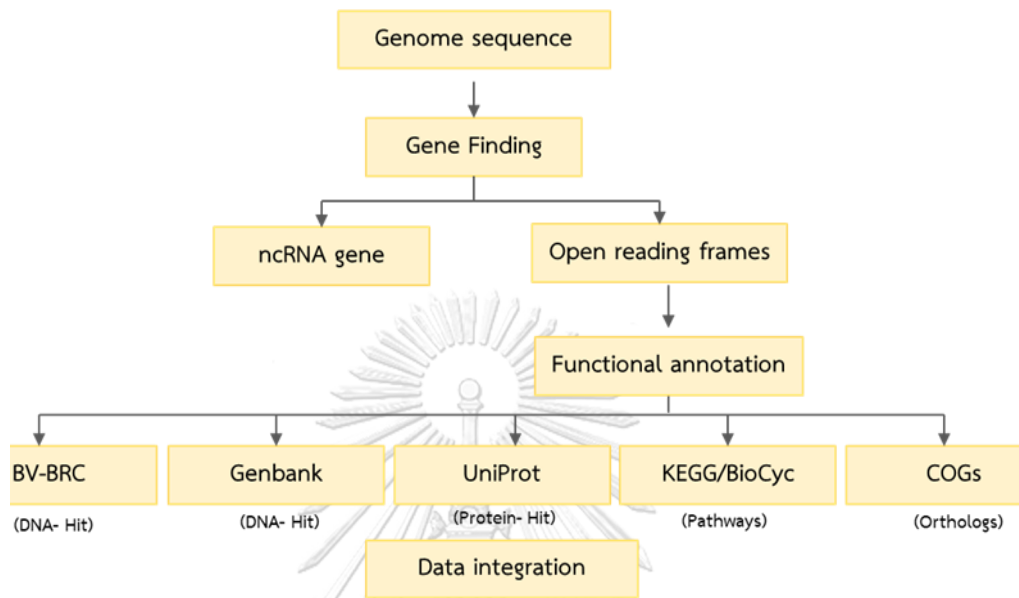 Genome sequence
Gene Finding
ncRNA gene
Open reading frames
Functional annotation
BV-BRC
Genbank
UniProt
KEGG/BioCyc
COGs
(DNA- Hit)
(DNA- Hit)
(Protein- Hit)
(Pathways)
(Orthologs)
Data integration